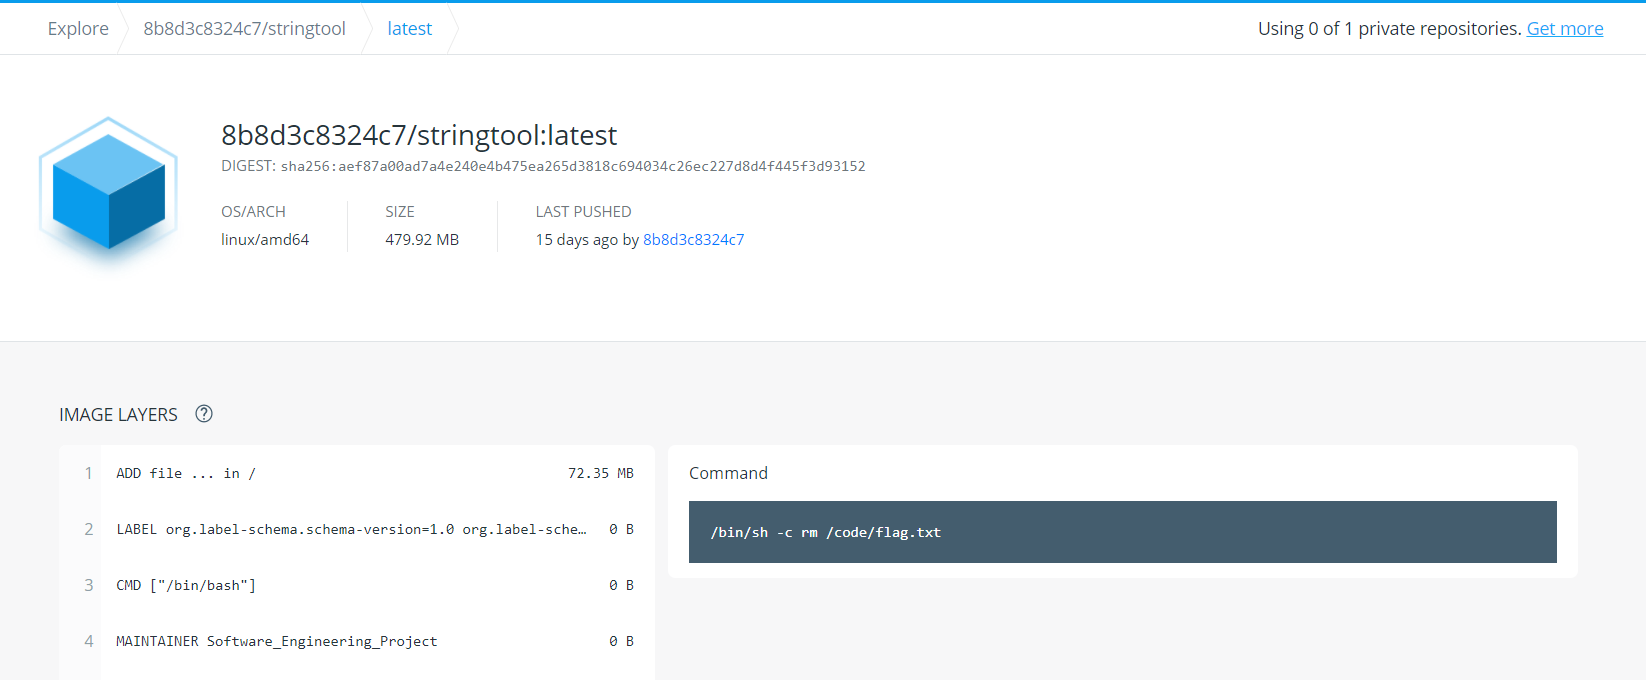 Explore 8b8d3c8324c7/stringtool latest Using 0 of 1 private repositories. Get more
8b8d3c8324c7/stringtool:latest
DIGEST: sha256:aef87a00ad7a4e240e4b475ea265d3818c694034c26ec227d8d4f445f3d93152
OS/ARCH SIZE LAST PUSHED
linux/amd64 479.92 MB 15 days ago by 8b8d3c8324c7
IMAGE LAYERS ?
1 ADD file ... in / 72.35 MB
Command
2 LABEL org.label-schema.schema-version=1.0 org.label-sche… 0 B
/bin/sh -c rm /code/flag.txt
3 CMD ["/bin/bash"] 0 B
4 MAINTAINER Software_Engineering_Project 0 B